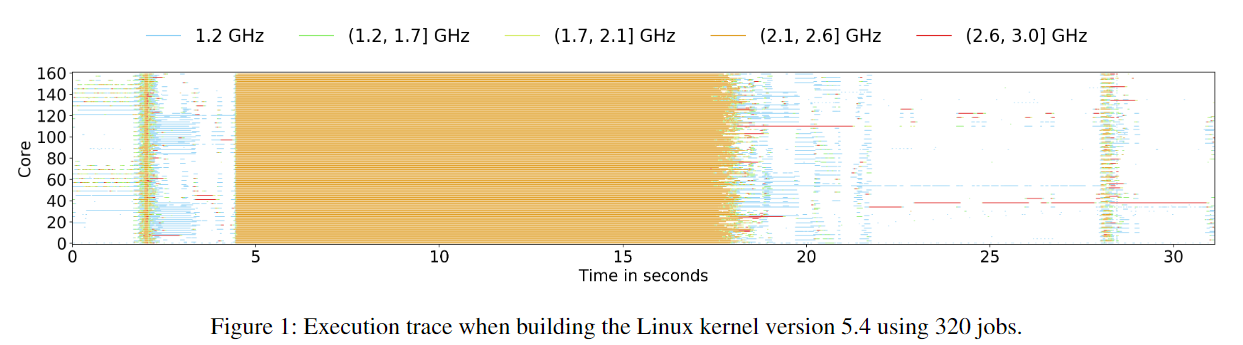 1.2 GHz (1.2, 1.7] GHz (1.7, 2.1] GHz (2.1, 2.6] GHz (2.6, 3.0] GHz
160
140
120
100
80
60
40
20
0
Core
0 5 10 15 20 25 30
Time in seconds
Figure 1: Execution trace when building the Linux kernel version 5.4 using 320 jobs.